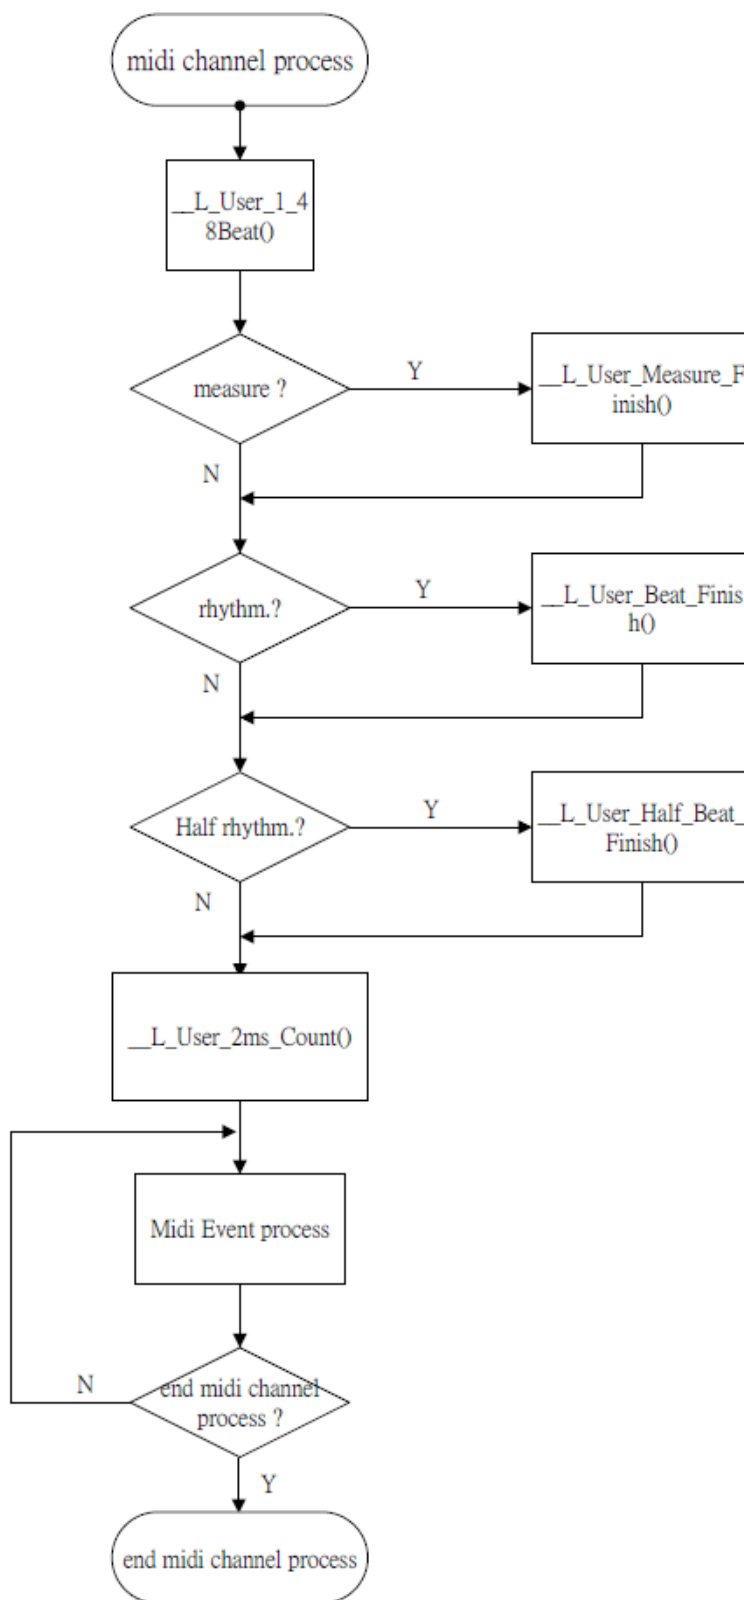 midi channel process
__L_User_1_4
8Beat()
measure ?
Y
__L_User_Measure_F
inish()
N
rhythm.?
Y
__L_User_Beat_Finis
h()
N
Half rhythm.?
Y
__L_User_Half_Beat_
Finish()
N
__L_User_2ms_Count()
Midi Event process
end midi channel
process ?
N
Y
end midi channel process